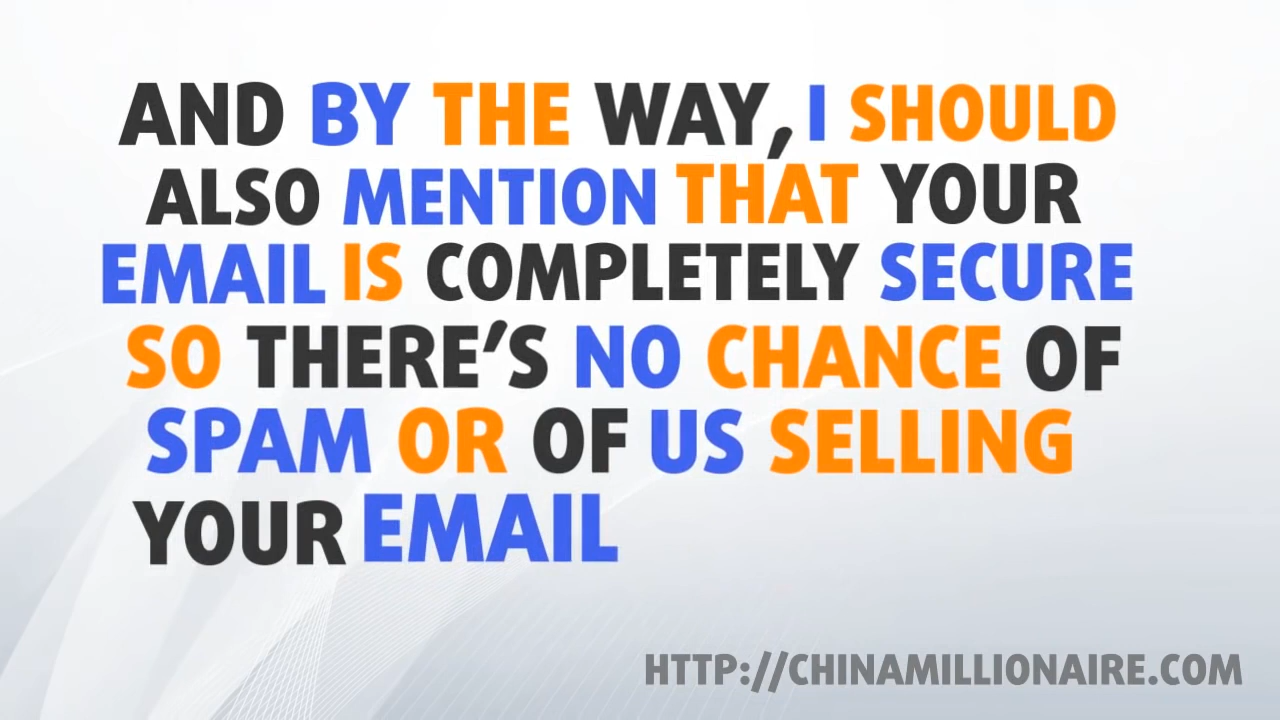 AND BY THE WAY, I SHOULD
ALSO MENTION THAT YOUR
EMAIL IS COMPLETELY SECURE
SO THERE'S NO CHANCE OF
SPAM OR OF US SELLING
YOUR EMAIL
HTTP://CHINAMILLIONAIRE.COM